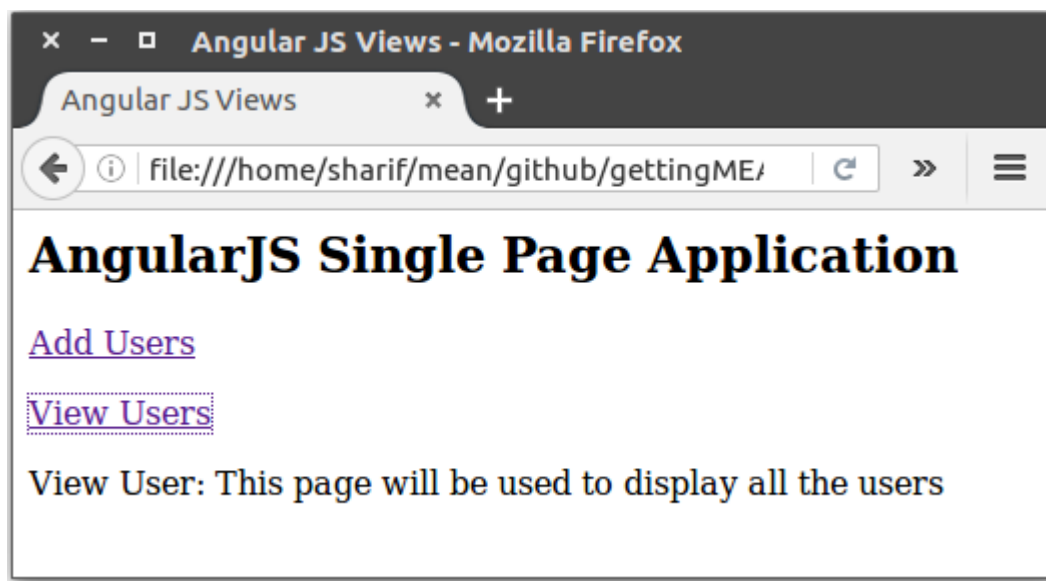 Angular JS Views - Mozilla Firefox
Angular JS Views
file:///home/sharif/mean/github/gettingME
AngularJS Single Page Application
Add Users
View Users
View User: This page will be used to display all the users